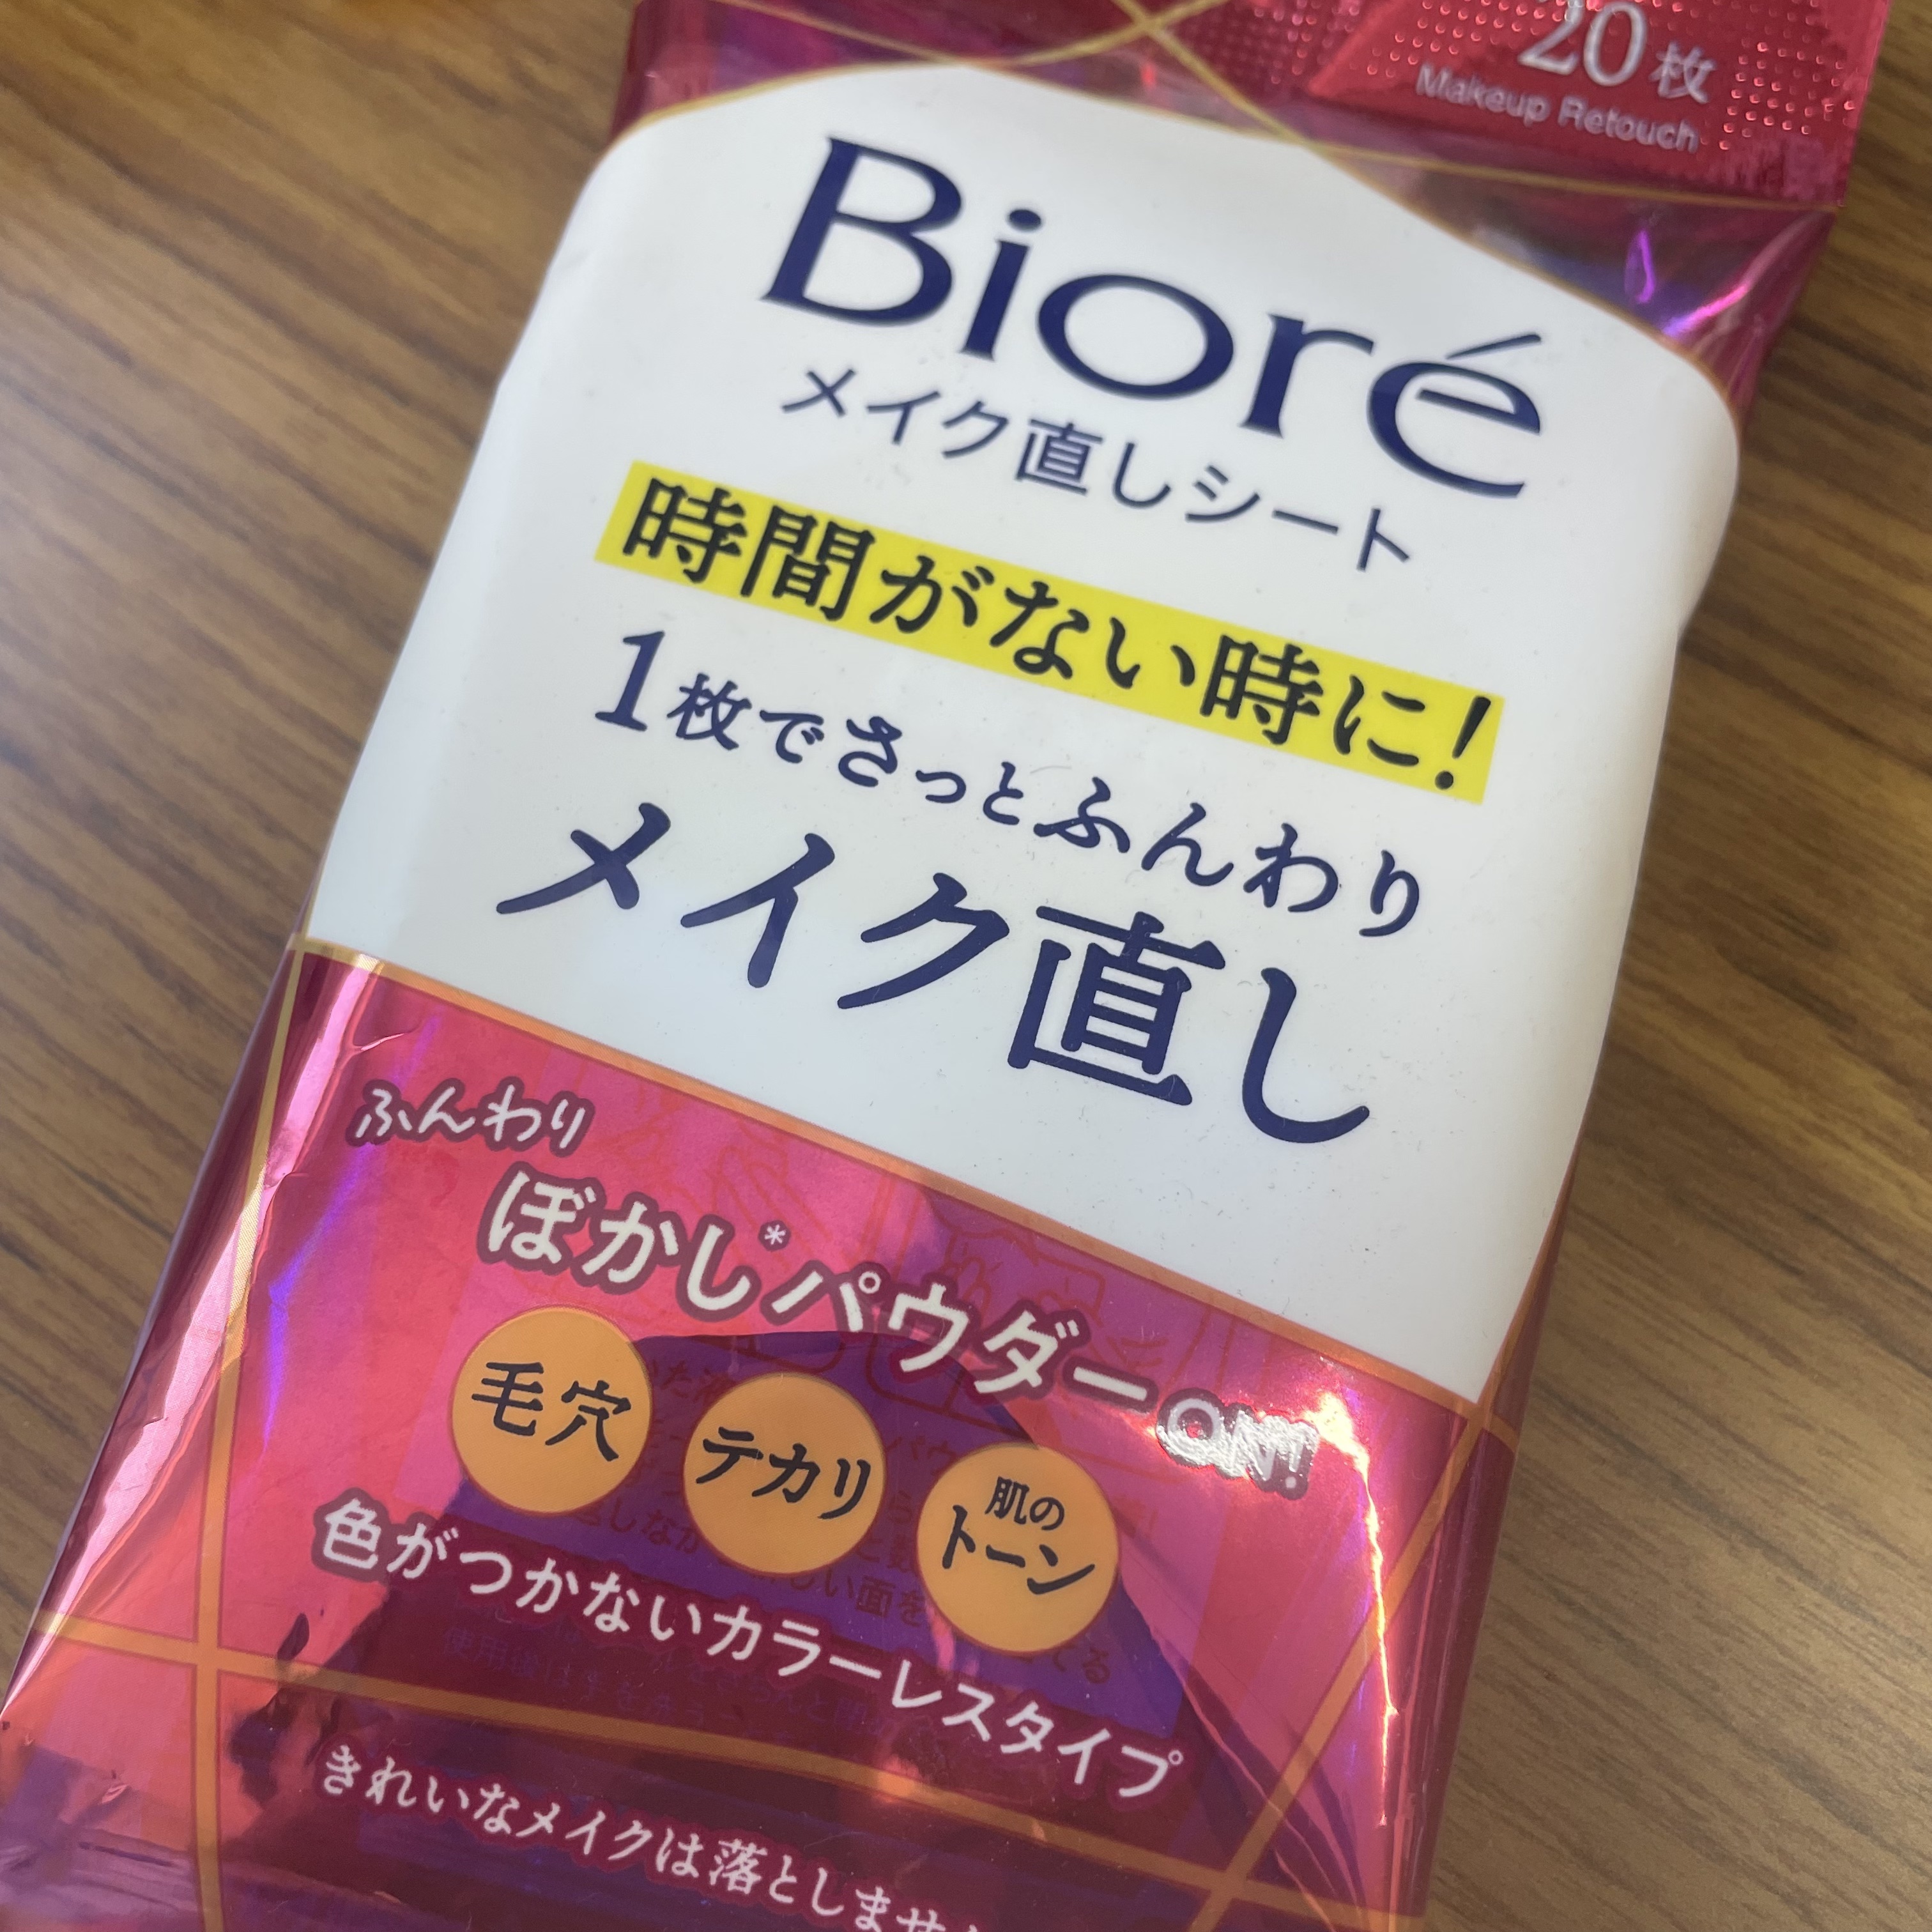 20枚
Makeup Retouch
Bioré
メイク直しシート
時間がない時に!
1枚でさっとふんわり
メイク直し
ふんわり
ぼかし*パウダーON!
毛穴
テカリ
肌の
トーン
色がつかないカラーレスタイプ
きれいなメイクは落としません